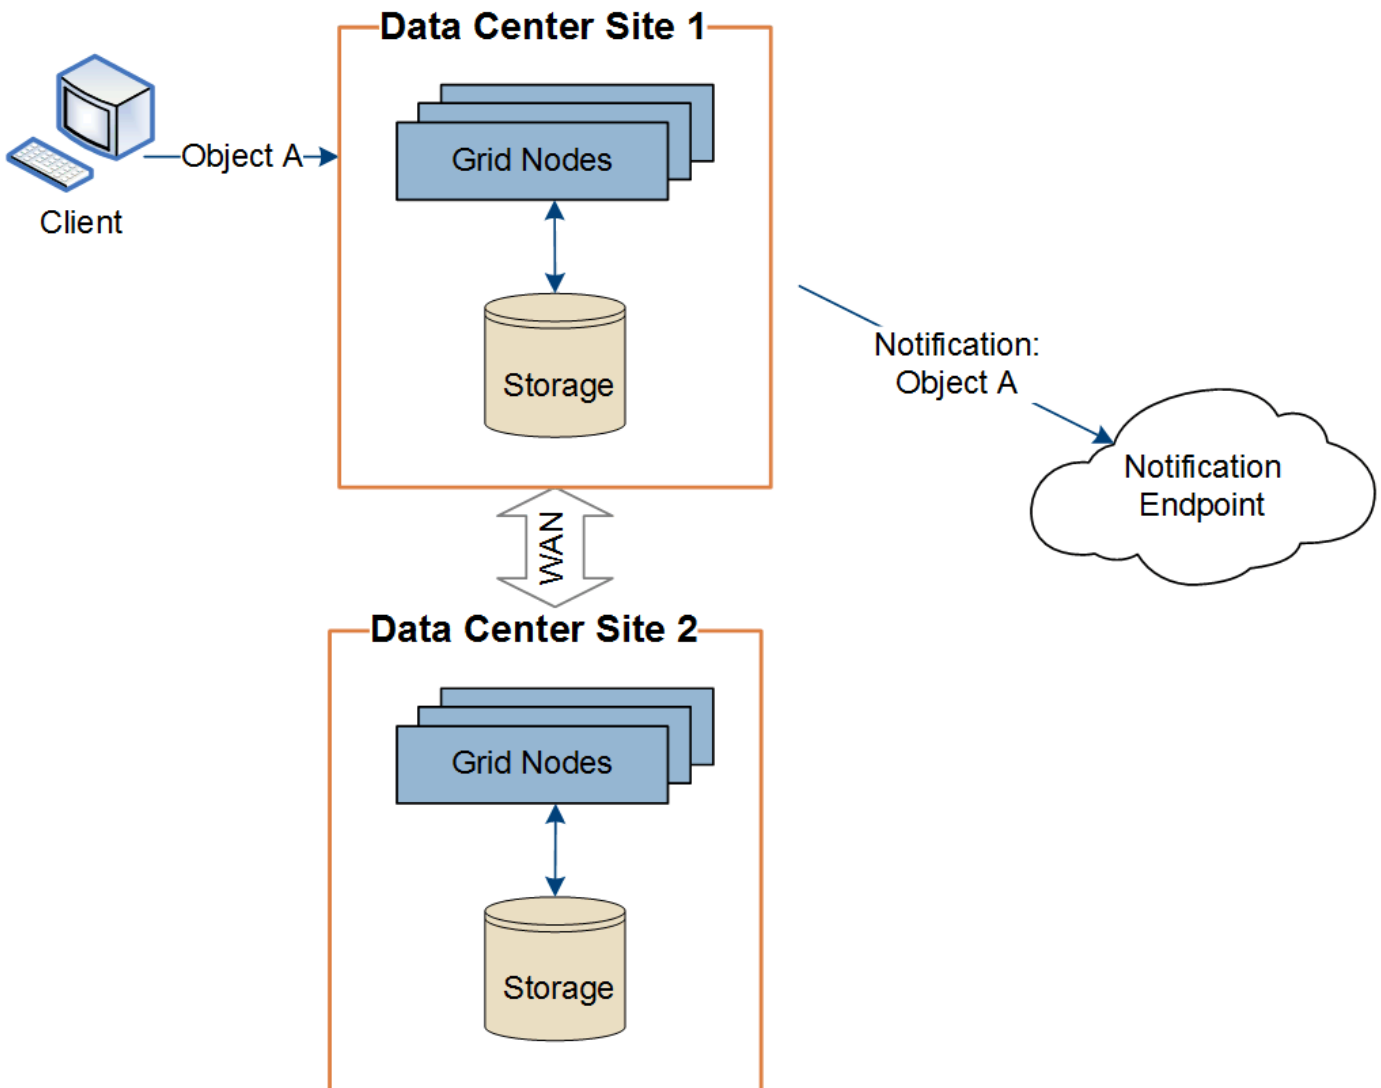 Data Center Site 1
Object A
Client
Grid Nodes
Storage
Notification:
Object A
Notification
Endpoint
WAN
Data Center Site 2
Grid Nodes
Storage